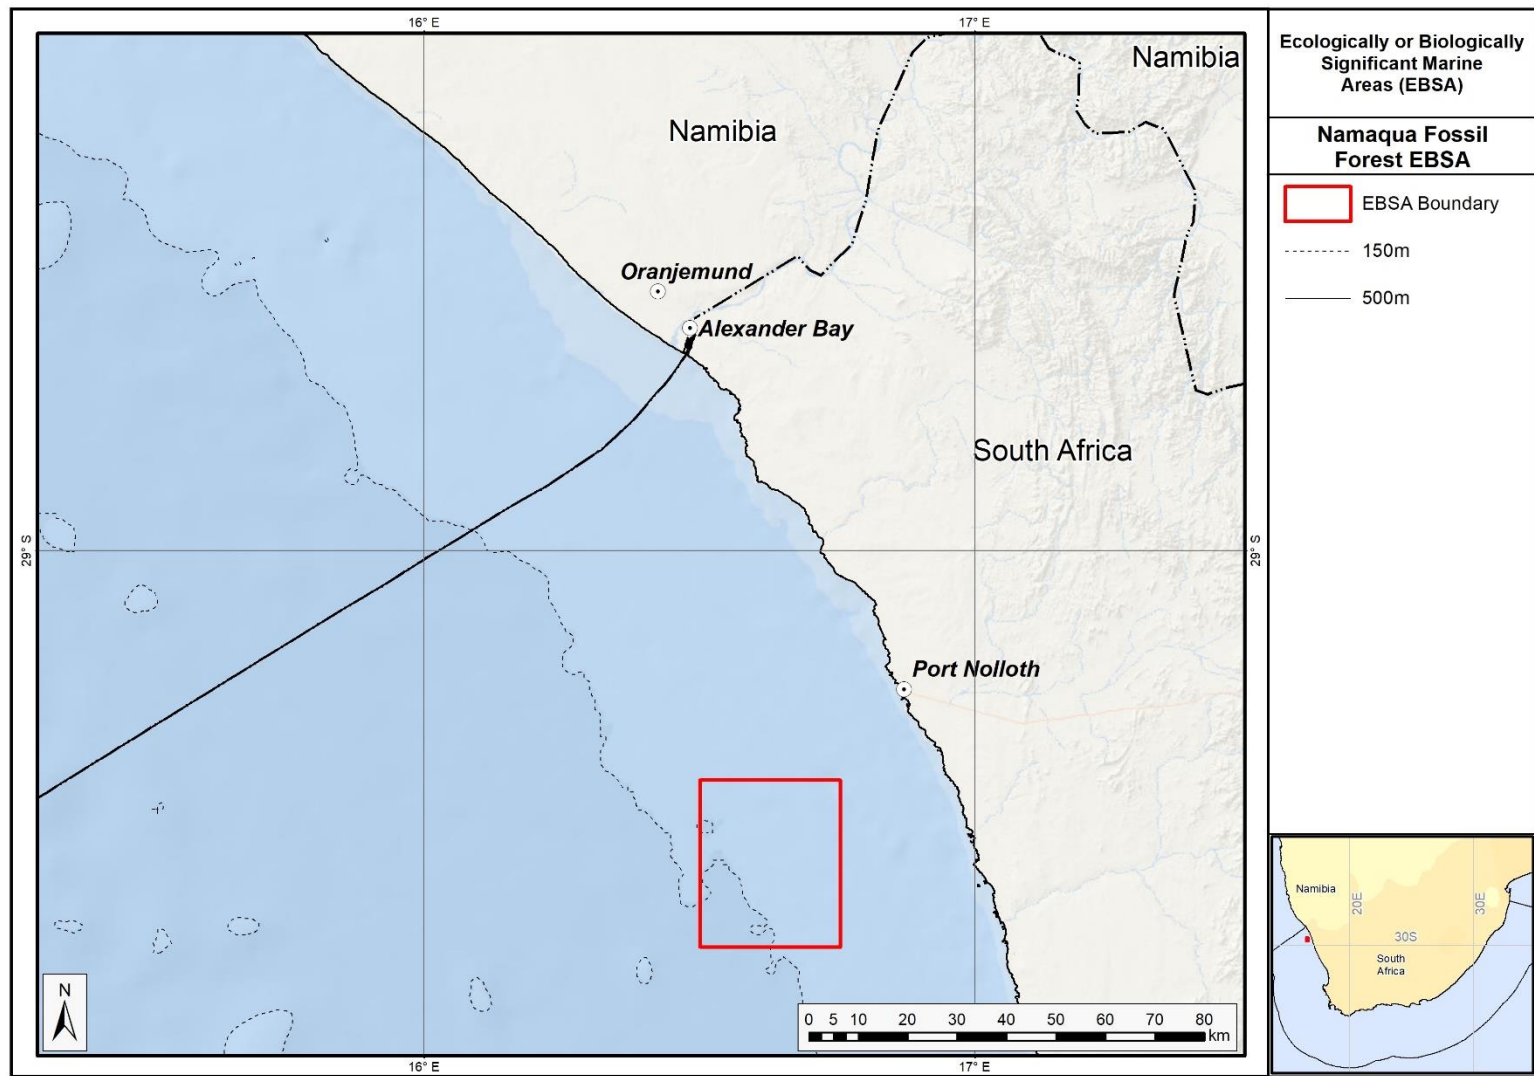 16° E
17° E
Ecologically or Biologically
Significant Marine
Areas (EBSA)
Namaqua Fossil
Forest EBSA
EBSA Boundary
150m
500m
Namibia
Namibia
Oranjemund
Alexander Bay
South Africa
29° S
29° S
Port Nolloth
N
0 5 10 20 30 40 50 60 70 80
km
16° E
17° E
Namibia
20E
30E
30S
South
Africa